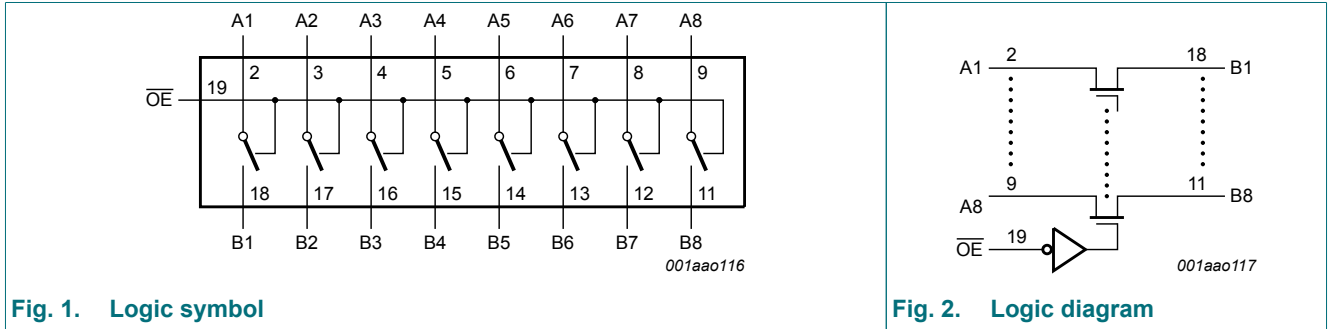 A1 A2 A3 A4 A5 A6 A7 A8
2 3 4 5 6 7 8 9
OE 19
18 17 16 15 14 13 12 11
B1 B2 B3 B4 B5 B6 B7 B8
001aao116
Fig. 1. Logic symbol
A1 2 18 B1
A8 9 11 B8
OE 19
001aao117
Fig. 2. Logic diagram